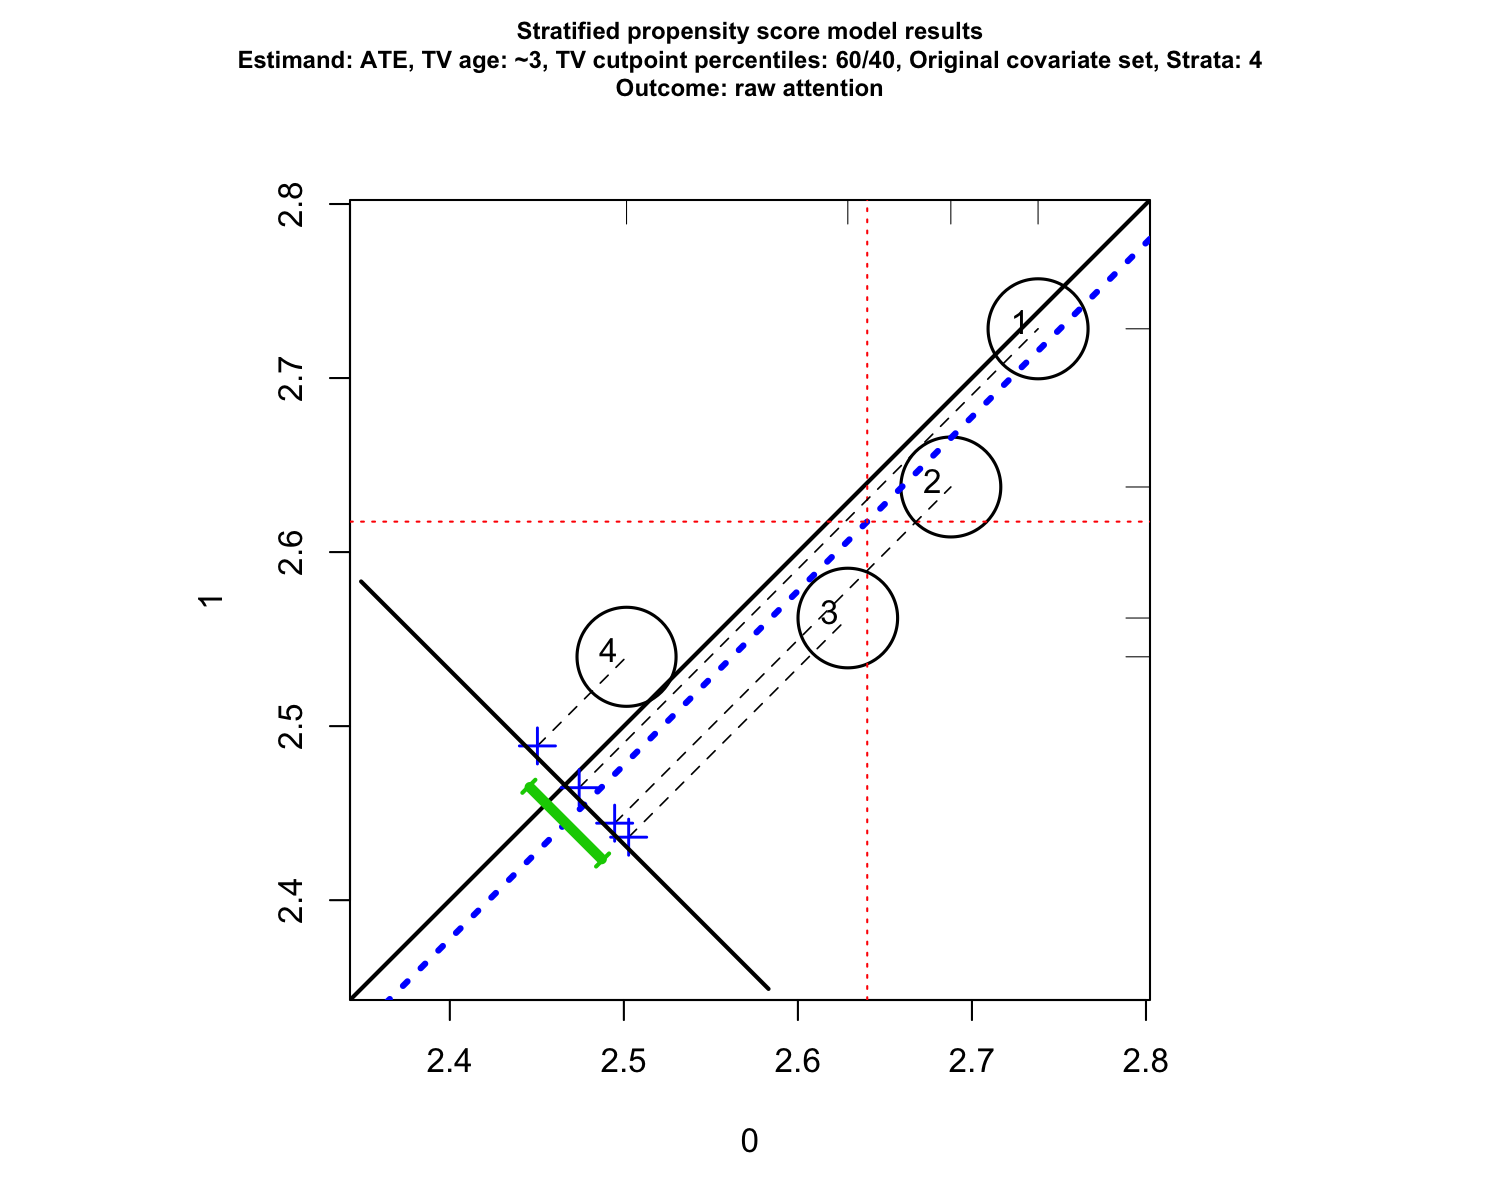 Stratified propensity score model results
Estimand: ATE, TV age: ~3, TV cutpoint percentiles: 60/40, Original covariate set, Strata: 4
Outcome: raw attention
2.8
2.7
2.6
2.5
2.4
1
1
2
3
4
2.4 2.5 2.6 2.7 2.8
0